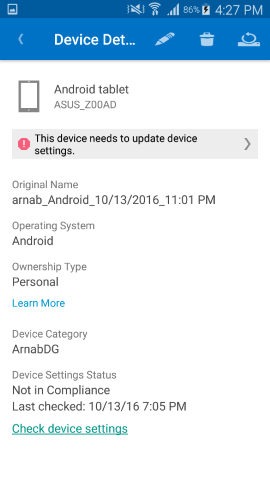 86% 4:27 PM
Device Det...
Android tablet
ASUS_Z00AD
This device needs to update device
settings.
Original Name
arnab_Android_10/13/2016_11:01 PM
Operating System
Android
Ownership Type
Personal
Learn More
Device Category
ArnabDG
Device Settings Status
Not in Compliance
Last checked: 10/13/16 7:05 PM
Check device settings